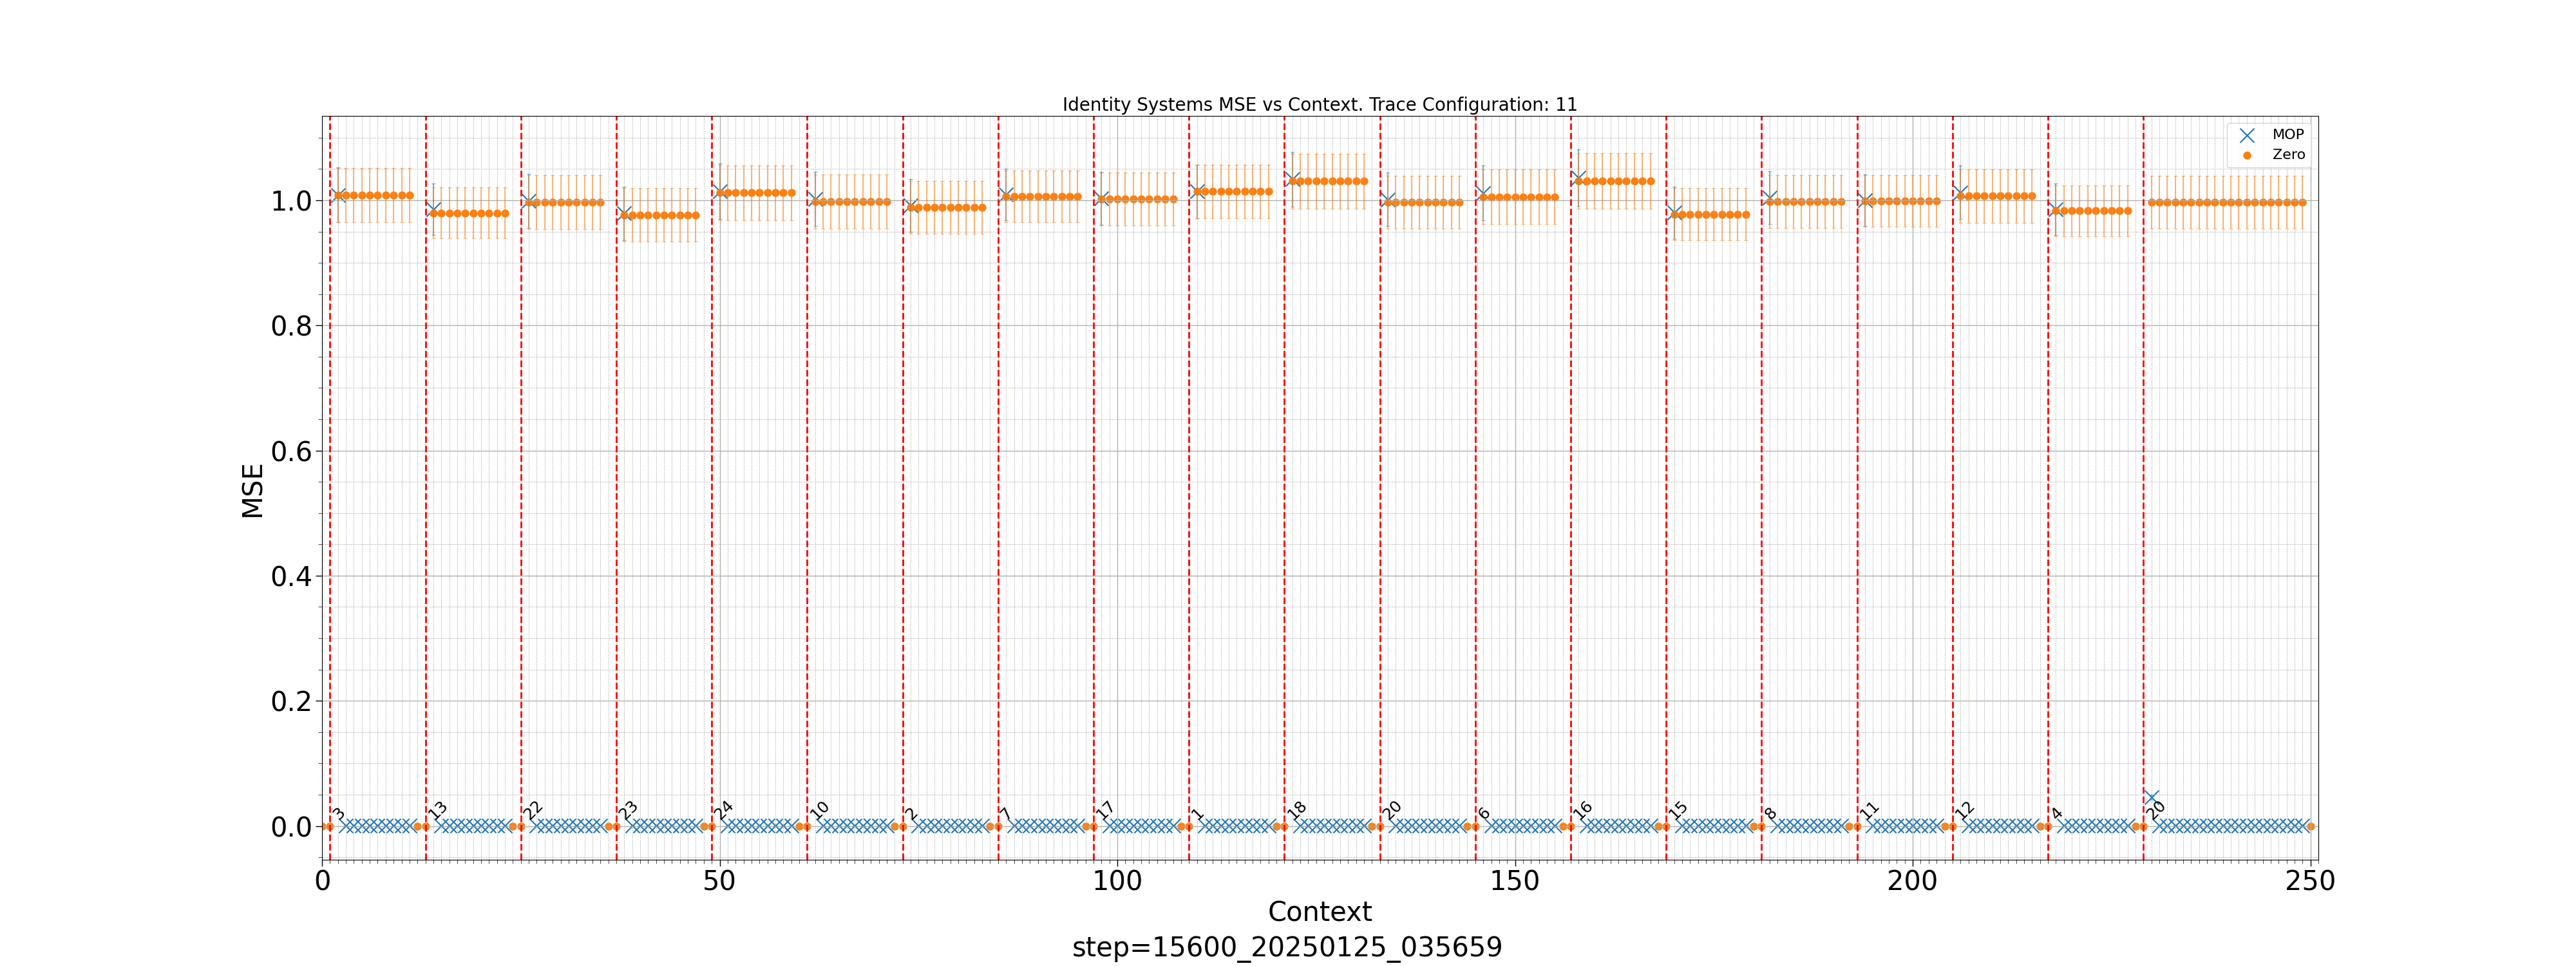 Identity Systems MSE vs Context. Trace Configuration: 11
MOP
Zero
1.0
0.8
0.6
0.4
0.2
0.0
MSE
3 13 22 23 24 10 2 7 17 1 18 20 6 16 15 8 11 12 4 20
0 50 100 150 200 250
Context
step=15600_20250125_035659